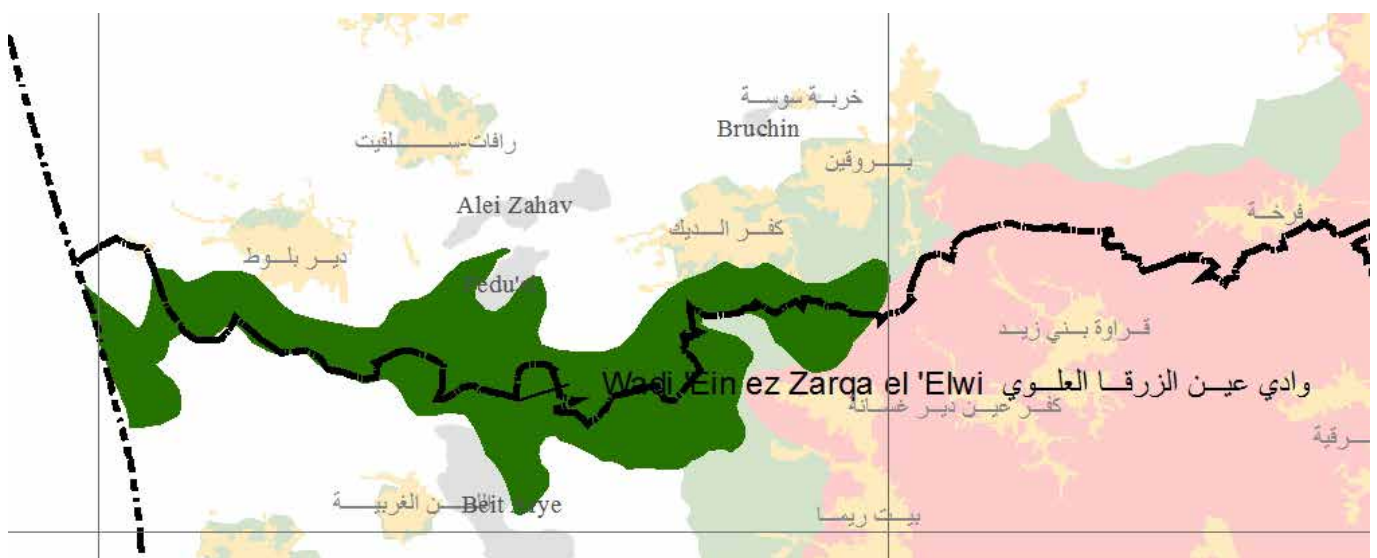 خربة سوسة
Bruchin
رافات-سلفيت
بروقين
Alei Zahav
فرخة
كفر الديك
دير بلوط
قراوة بني زيد
Wadi 'Ein ez Zarqa el 'Elwi وادي عين الزرقا العلوي
كفر عين دير غسانة
الغربية
Beit
بيت ريما